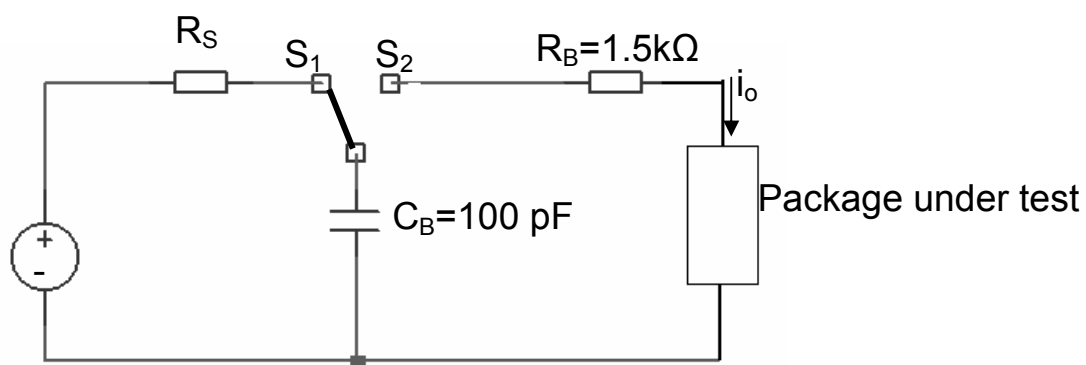 R_S
S_1
S_2
R_B=1.5kΩ
i_o
+
-
C_B=100 pF
Package under test